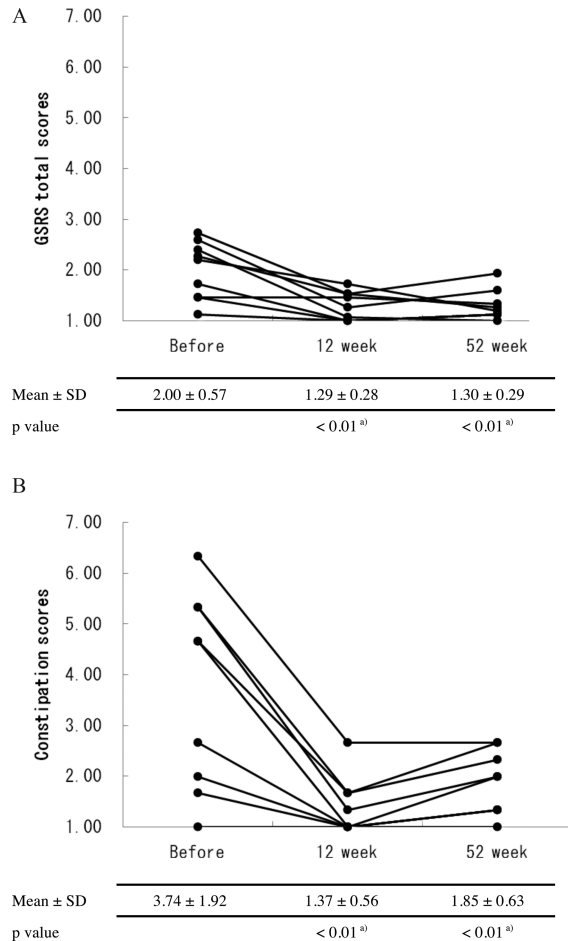 A
7.00
6.00
5.00
4.00
3.00
2.00
1.00
GSRS total scores
Before 12 week 52 week
Mean ± SD 2.00 ± 0.57 1.29 ± 0.28 1.30 ± 0.29
p value < 0.01 a) < 0.01 a)
B
7.00
6.00
5.00
4.00
3.00
2.00
1.00
Constipation scores
Before 12 week 52 week
Mean ± SD 3.74 ± 1.92 1.37 ± 0.56 1.85 ± 0.63
p value < 0.01 a) < 0.01 a)